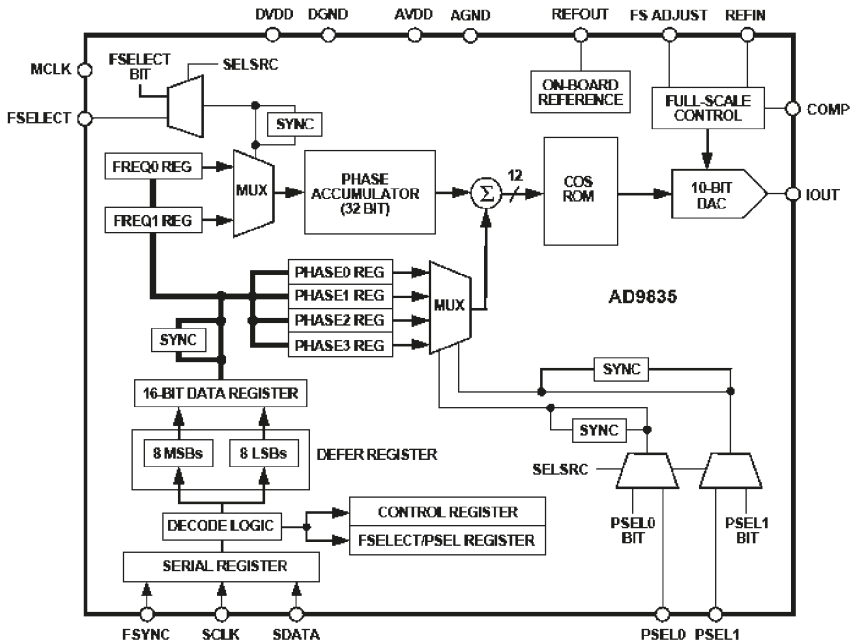 DVDD
DGND
AVDD
AGND
REFOUT
FS ADJUST
REFIN
MCLK
FSELECT
BIT
SELSRC
FSELECT
SYNC
ON-BOARD
REFERENCE
FULL-SCALE
CONTROL
COMP
FREQ0 REG
FREQ1 REG
MUX
PHASE
ACCUMULATOR
(32 BIT)
Σ
12
COS
ROM
10-BIT
DAC
IOUT
PHASE0 REG
PHASE1 REG
PHASE2 REG
PHASE3 REG
MUX
AD9835
SYNC
SYNC
SYNC
16-BIT DATA REGISTER
8 MSBs
8 LSBs
DEFER REGISTER
SELSRC
PSEL0
BIT
PSEL1
BIT
DECODE LOGIC
CONTROL REGISTER
FSELECT/PSEL REGISTER
SERIAL REGISTER
FSYNC
SCLK
SDATA
PSEL0
PSEL1